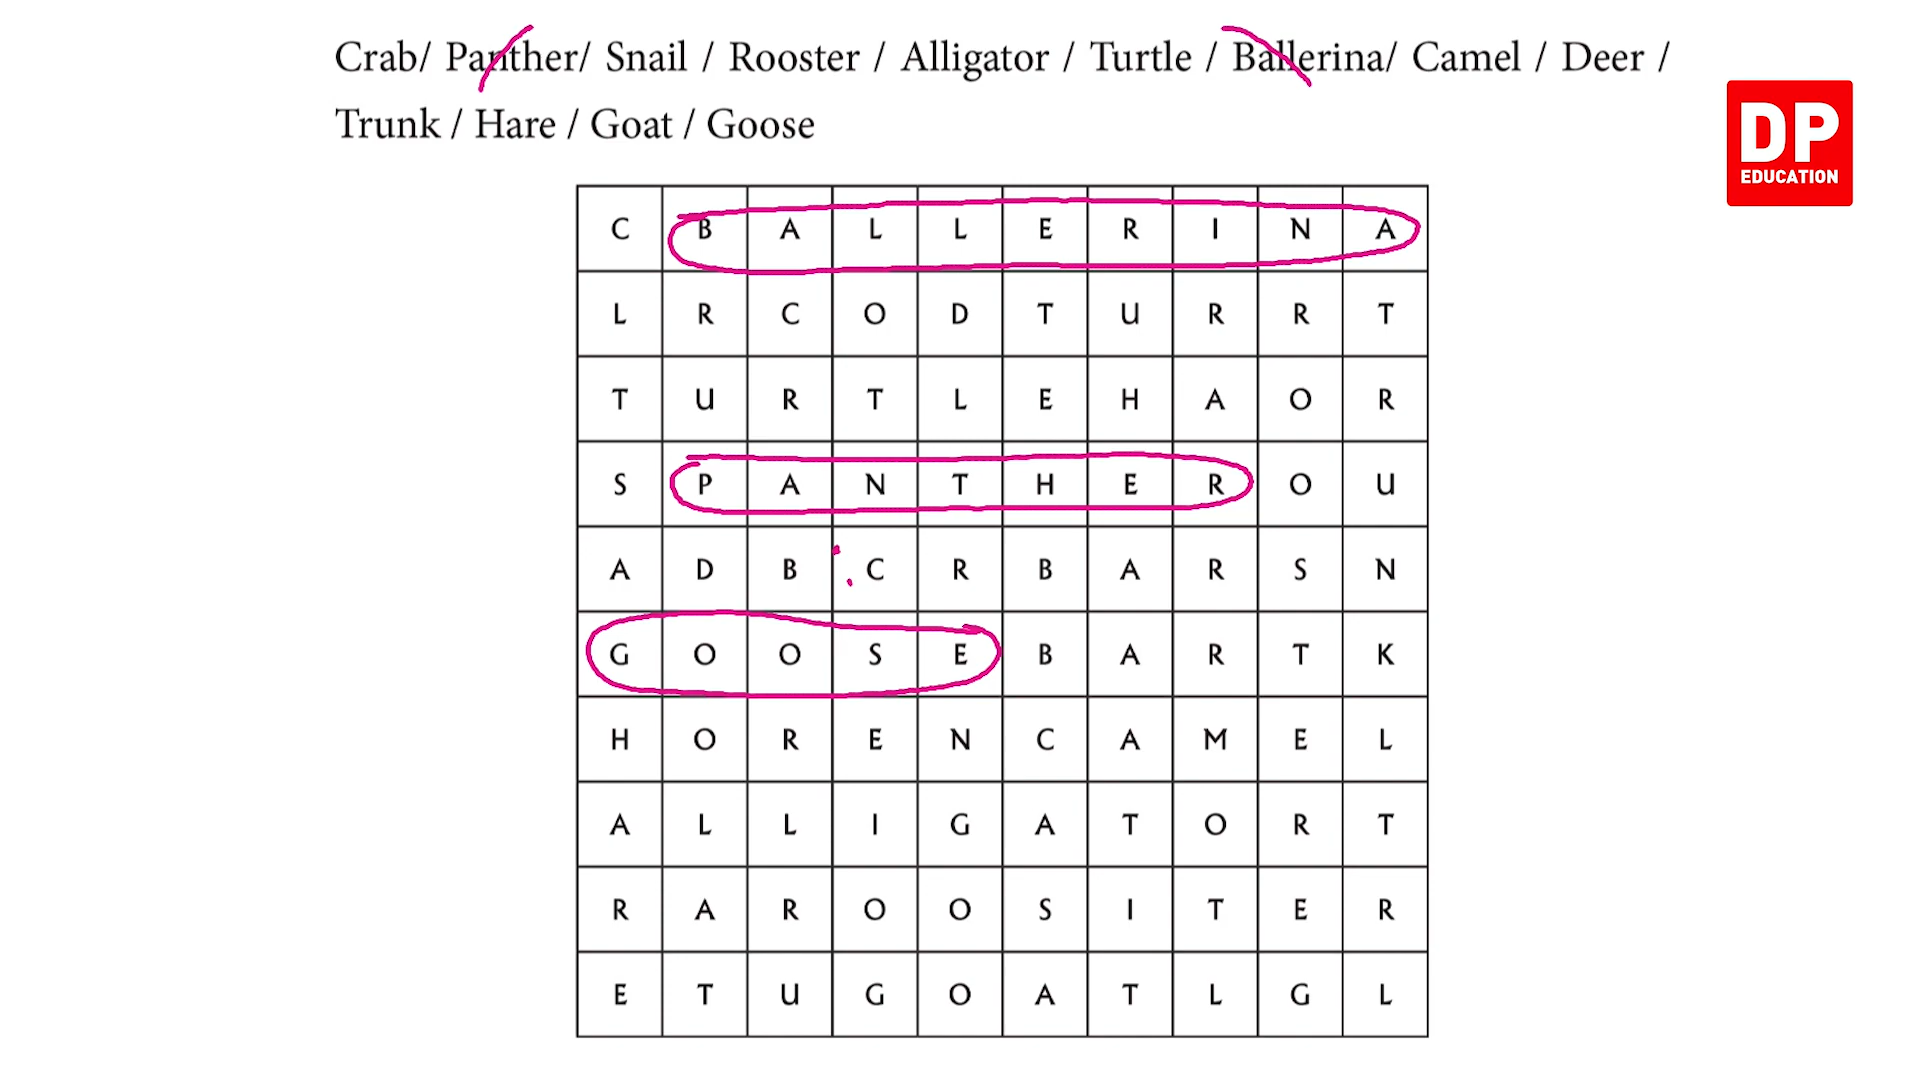 Crab/ Panther/ Snail / Rooster / Alligator / Turtle / Ballerina/ Camel / Deer /
Trunk / Hare / Goat / Goose
DP
EDUCATION
C B A L L E R I N A
L R C O D T U R R T
T U R T L E H A O R
S P A N T H E R O U
A D B C R B A R S N
G O O S E B A R T K
H O R E N C A M E L
A L L I G A T O R T
R A R O O S I T E R
E T U G O A T L G L